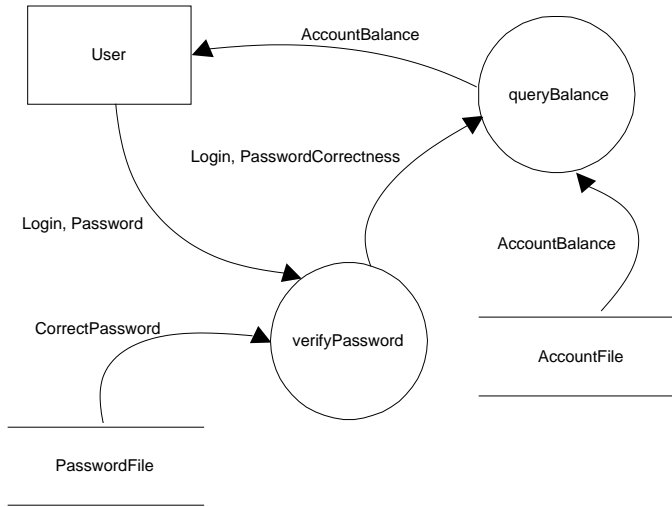 AccountBalance
User
queryBalance
Login, PasswordCorrectness
Login, Password
AccountBalance
CorrectPassword
verifyPassword
AccountFile
PasswordFile